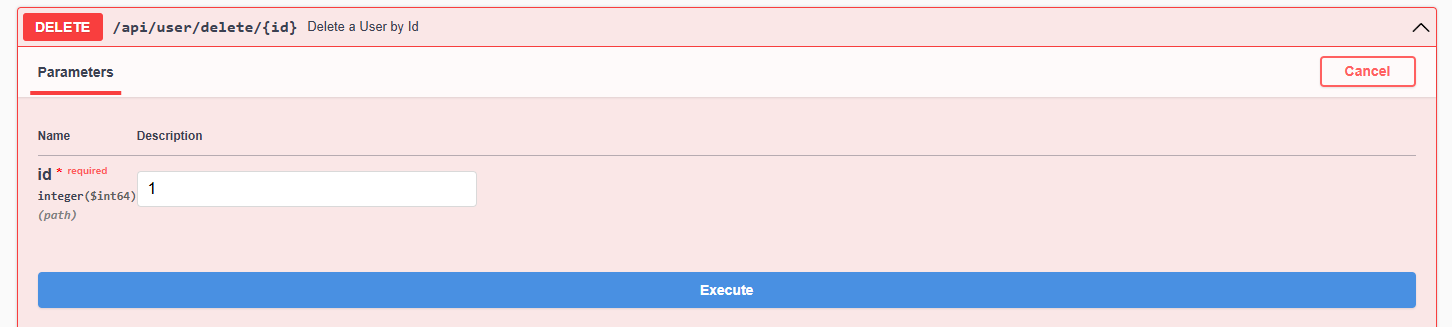 DELETE /api/user/delete/{id} Delete a User by Id
Parameters Cancel
Name Description
id * required
integer($int64) 1
(path)
Execute